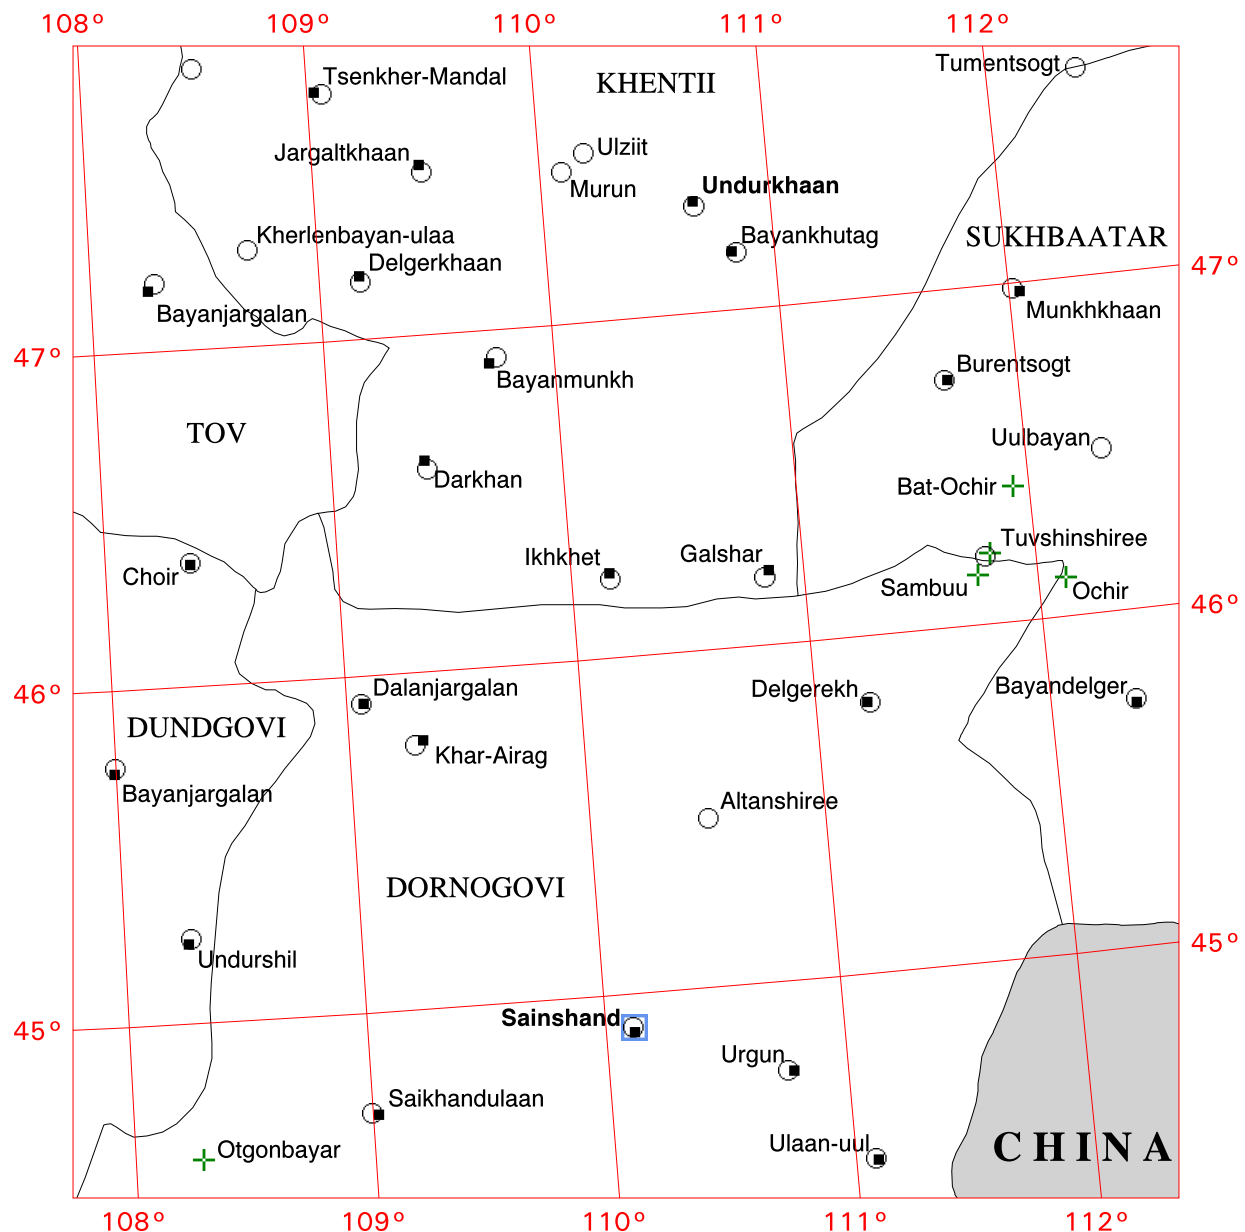 108° 109° 110° 111° 112°
Tumentsogt
Tsenkher-Mandal
KHENTII
Ulziit
Jargaltkhaan
Murun
Undurkhaan
Kherlenbayan-ulaa
Bayankhutag
SUKHBAATAR
Delgerkhaan
47°
Bayanjargalan
Munkhkhaan
47°
Burentsogt
Bayanmunkh
TOV
Uulbayan
Darkhan
Bat-Ochir
Tuvshinshiree
Ikhkhet
Galshar
Choir
Sambuu
Ochir
46°
Dalanjargalan
Delgerekh
Bayandelger
46°
DUNDGOVI
Khar-Airag
Bayanjargalan
Altanshiree
DORNOGOVI
45°
Undurshil
Sainshand
45°
Urgun
Saikhandulaan
Ulaan-uul
CHINA
Otgonbayar
108° 109° 110° 111° 112°